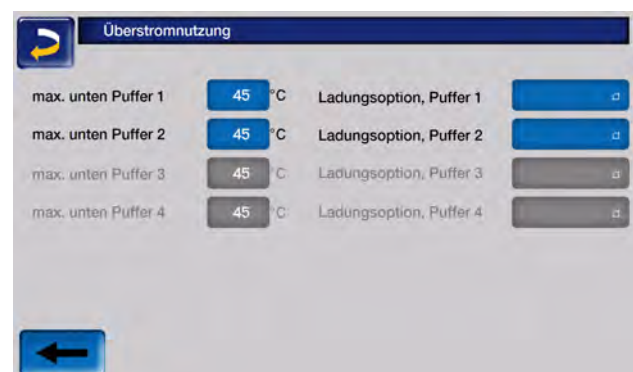 Überstromnutzung
max. unten Puffer 1 45 °C Ladungsoption, Puffer 1
max. unten Puffer 2 45 °C Ladungsoption, Puffer 2
max. unten Puffer 3 45 °C Ladungsoption, Puffer 3
max. unten Puffer 4 45 °C Ladungsoption, Puffer 4